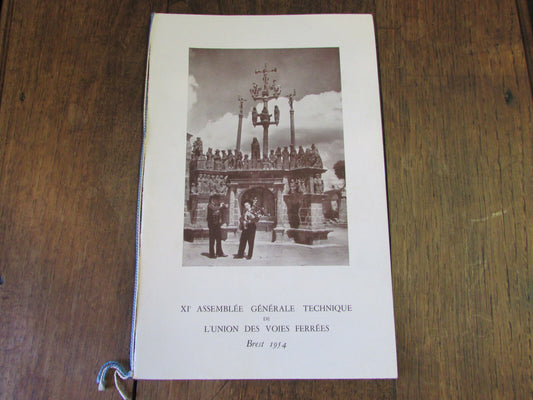 XIᵉ ASSEMBLÉE GÉNÉRALE TECHNIQUE
DE
L'UNION DES VOIES FERRÉES
Brest 1954